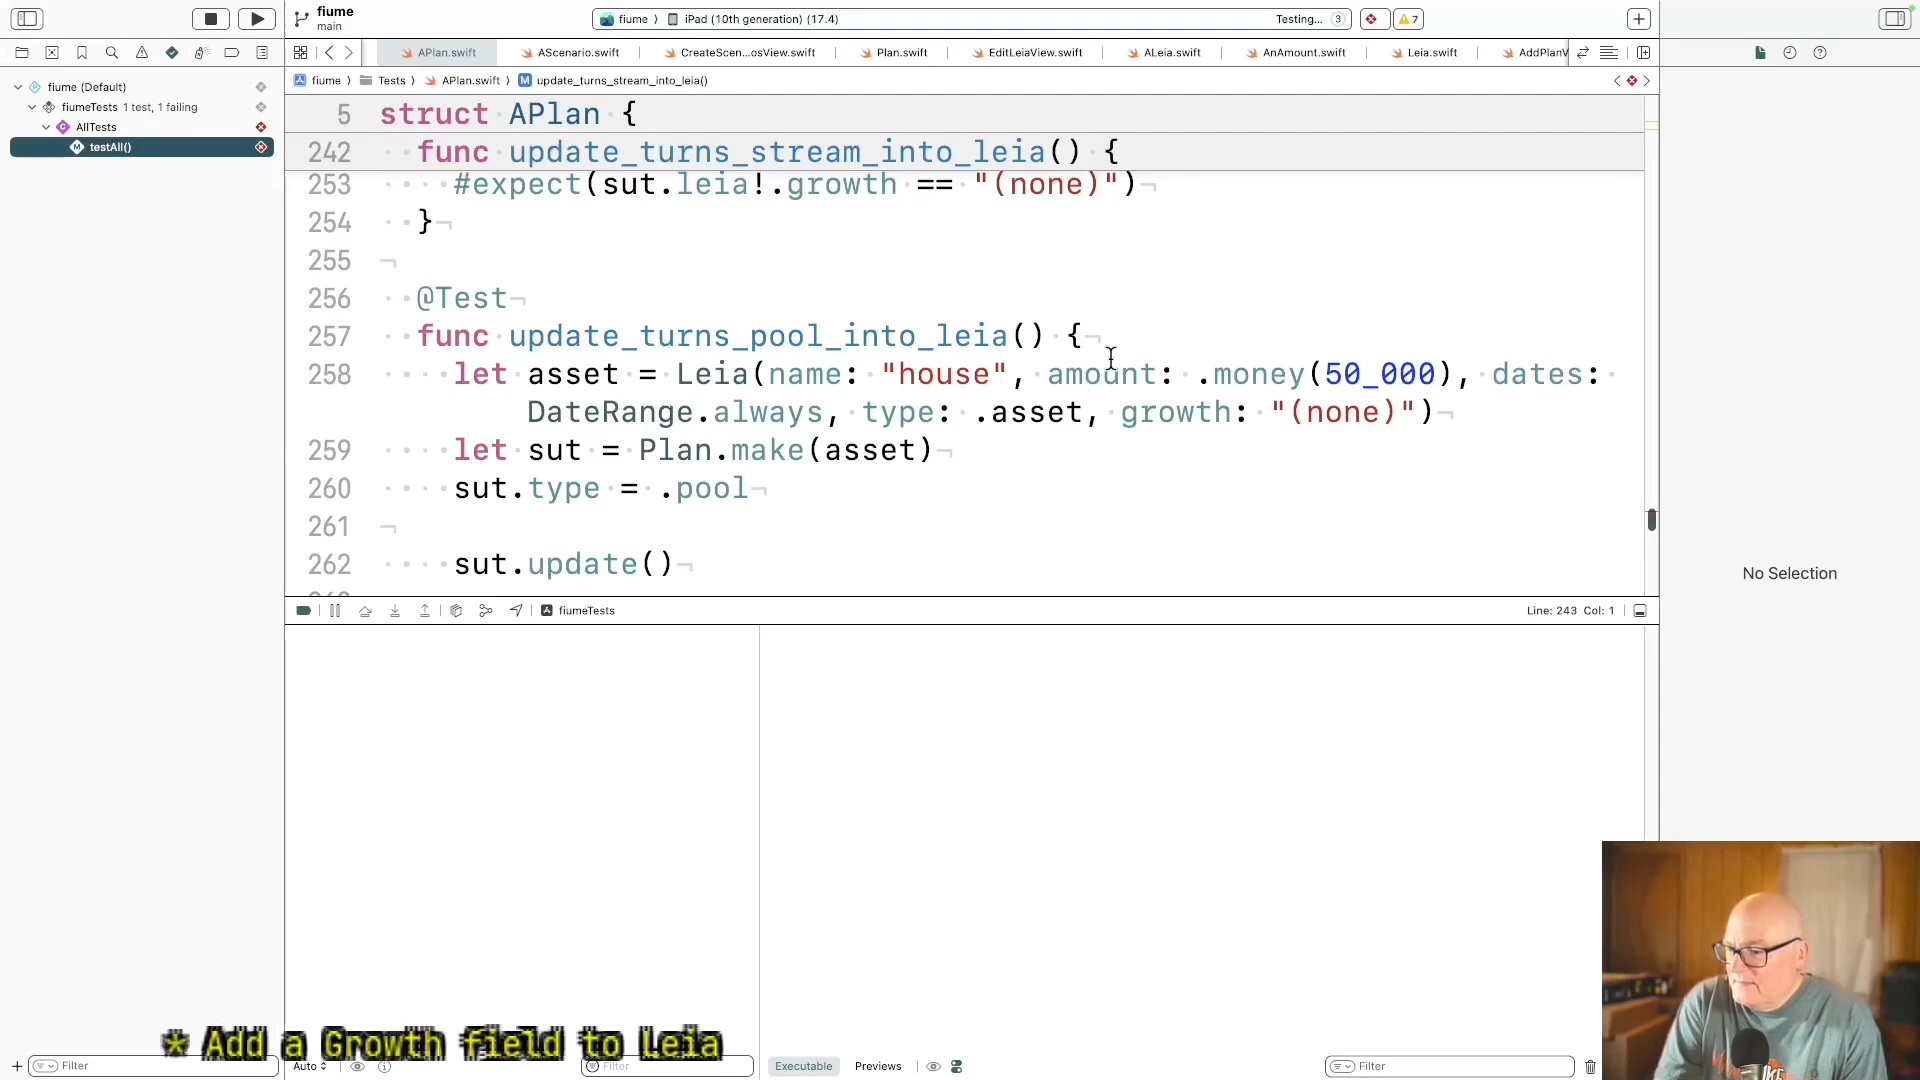 fiume
main
fiume
iPad (10th generation) (17.4)
Testing...
3
7
APlan.swift
AScenario.swift
CreateScen...osView.swift
Plan.swift
EditLeiaView.swift
ALeia.swift
AnAmount.swift
Leia.swift
AddPlanV
fiume (Default)
fiumeTests 1 test, 1 failing
AllTests
testAll()
fiume
Tests
APlan.swift
update_turns_stream_into_leia()
5 struct APlan {
242 func update_turns_stream_into_leia() {
253 #expect(sut.leia!.growth == "(none)")
254 }
255
256 @Test
257 func update_turns_pool_into_leia() {
258 let asset = Leia(name: "house", amount: .money(50_000), dates:
DateRange.always, type: .asset, growth: "(none)")
259 let sut = Plan.make(asset)
260 sut.type = .pool
261
262 sut.update()
fiumeTests
Line: 243 Col: 1
No Selection
* Add a Growth field to Leia
Filter
Auto
Filter
Executable
Previews
Filter